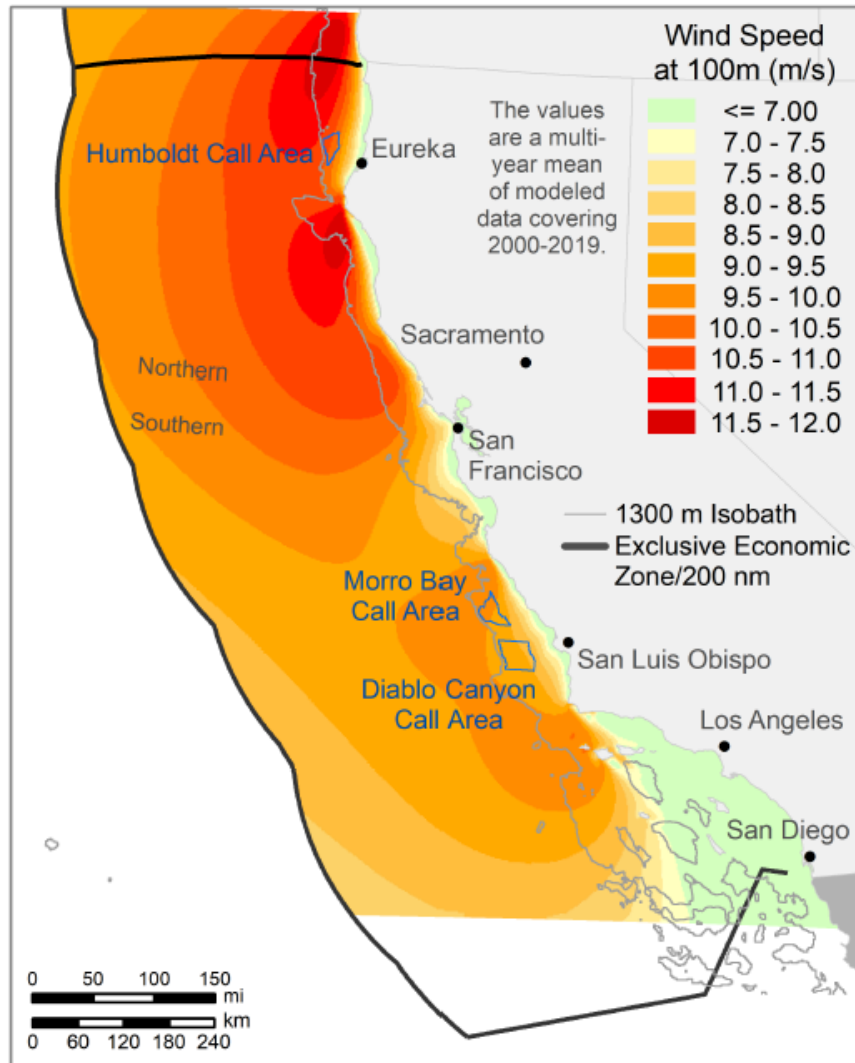 Wind Speed
at 100m (m/s)
<= 7.00
7.0 - 7.5
7.5 - 8.0
8.0 - 8.5
8.5 - 9.0
9.0 - 9.5
9.5 - 10.0
10.0 - 10.5
10.5 - 11.0
11.0 - 11.5
11.5 - 12.0
The values
are a multi-
year mean
of modeled
data covering
2000-2019.
Humboldt Call Area
Eureka
Sacramento
Northern
Southern
San
Francisco
1300 m Isobath
Exclusive Economic
Zone/200 nm
Morro Bay
Call Area
San Luis Obispo
Diablo Canyon
Call Area
Los Angeles
San Diego
0 50 100 150
mi
km
0 60 120 180 240